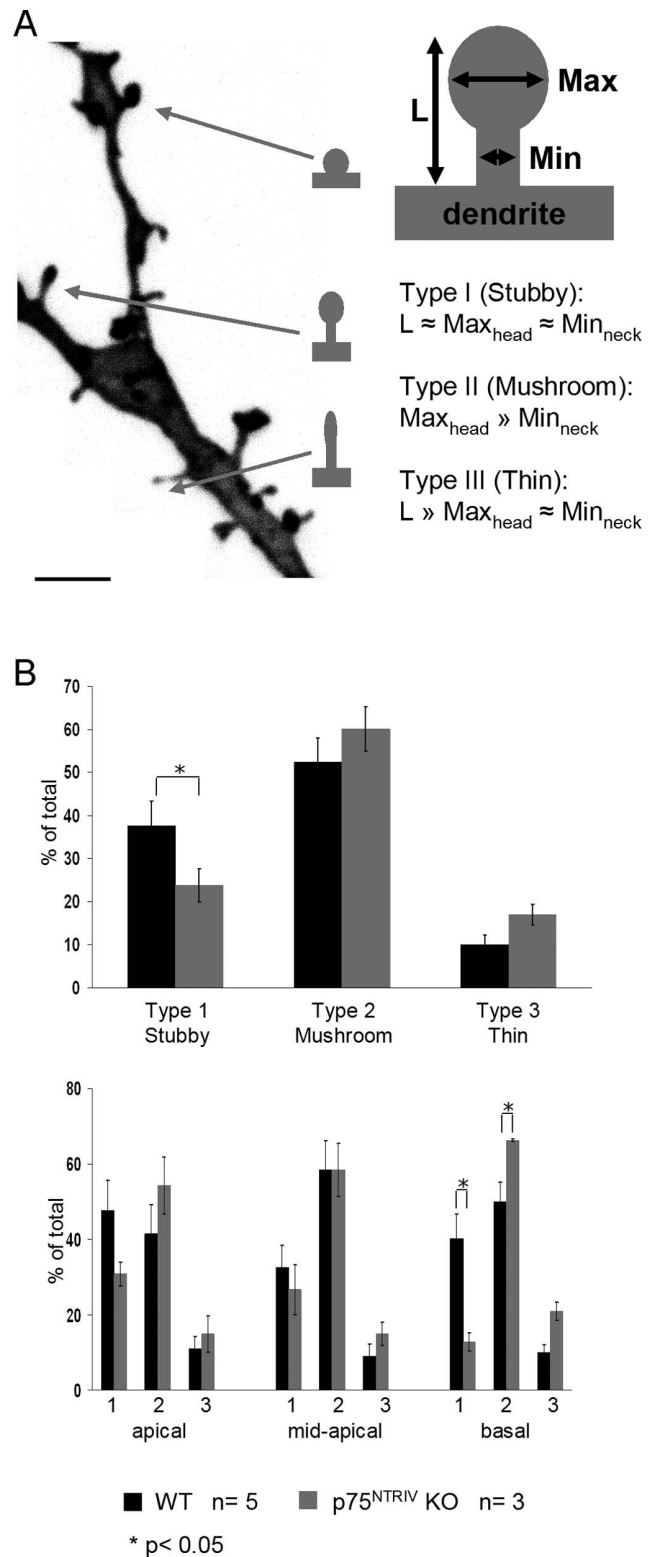 A
L
Max
Min
dendrite
Type I (Stubby):
L ≈ Maxhead ≈ Minneck
Type II (Mushroom):
Maxhead » Minneck
Type III (Thin):
L » Maxhead ≈ Minneck
B
% of total
70
60
50
40
30
20
10
0
*
Type 1 Type 2 Type 3
Stubby Mushroom Thin
% of total
80
60
40
20
0
* *
1 2 3 1 2 3 1 2 3
apical mid-apical basal
WT n= 5 p75NTRIV KO n= 3
* p< 0.05